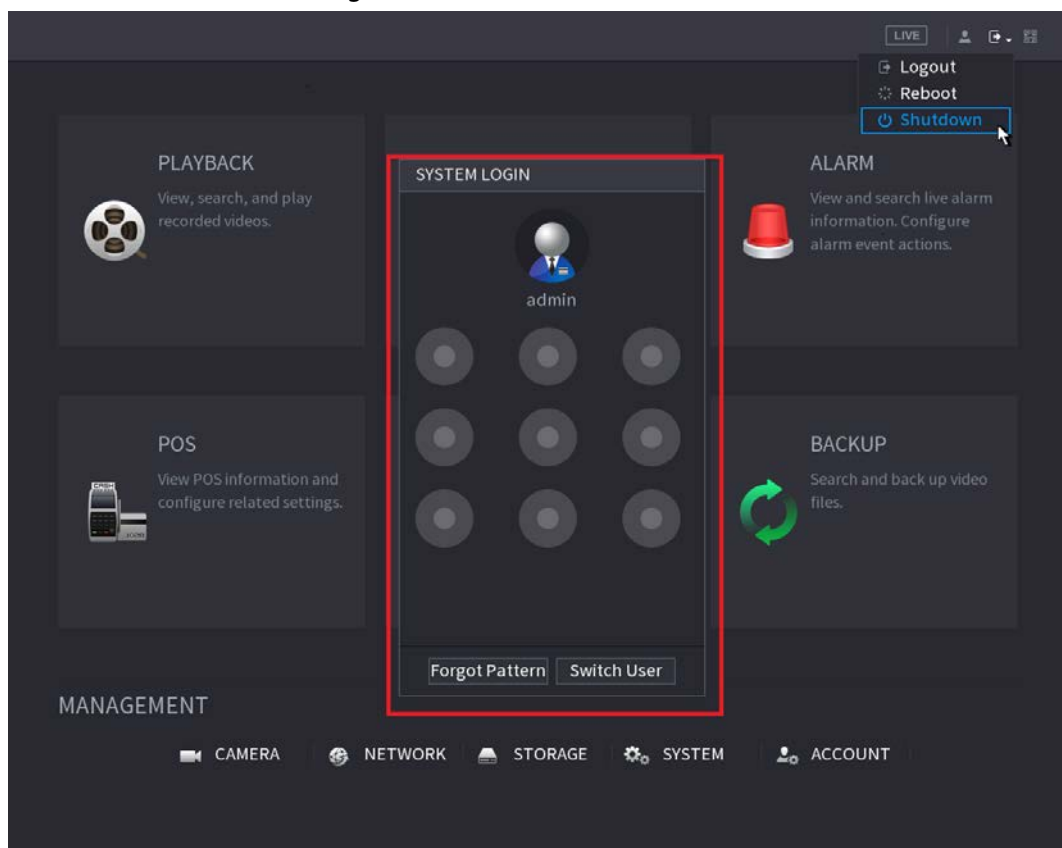 LIVE
Logout
Reboot
Shutdown
PLAYBACK
View, search, and play
recorded videos.
SYSTEM LOGIN
admin
Forgot Pattern
Switch User
ALARM
View and search live alarm
information. Configure
alarm event actions.
POS
View POS information and
configure related settings.
BACKUP
Search and back up video
files.
MANAGEMENT
CAMERA
NETWORK
STORAGE
SYSTEM
ACCOUNT